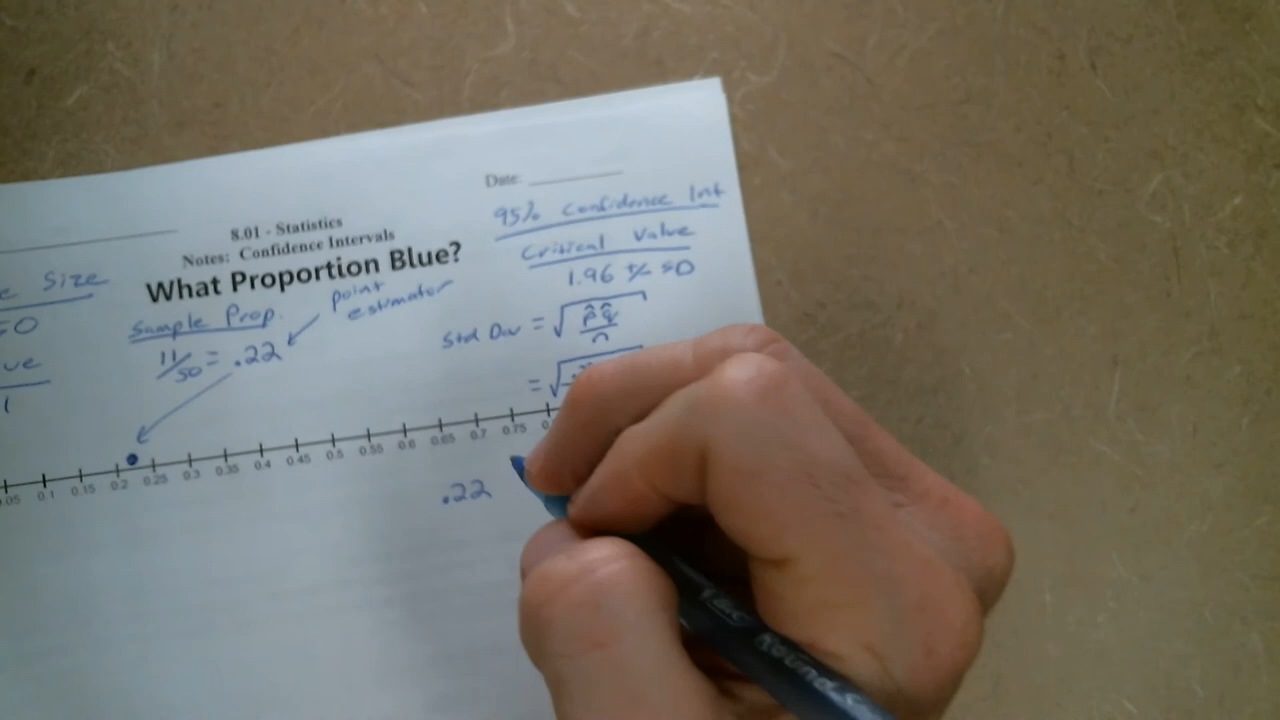 Date:
95% Confidence Int
Critical Value
1.96 +/- SD
8.01 - Statistics
Notes: Confidence Intervals
What Proportion Blue?
Size
Sample Prop.
point
estimator
11/50 = .22
Std Dev = √ p̂ q̂ / n
= √
.05 0.1 0.15 0.2 0.25 0.3 0.35 0.4 0.45 0.5 0.55 0.6 0.65 0.7 0.75
.22
BIC Round